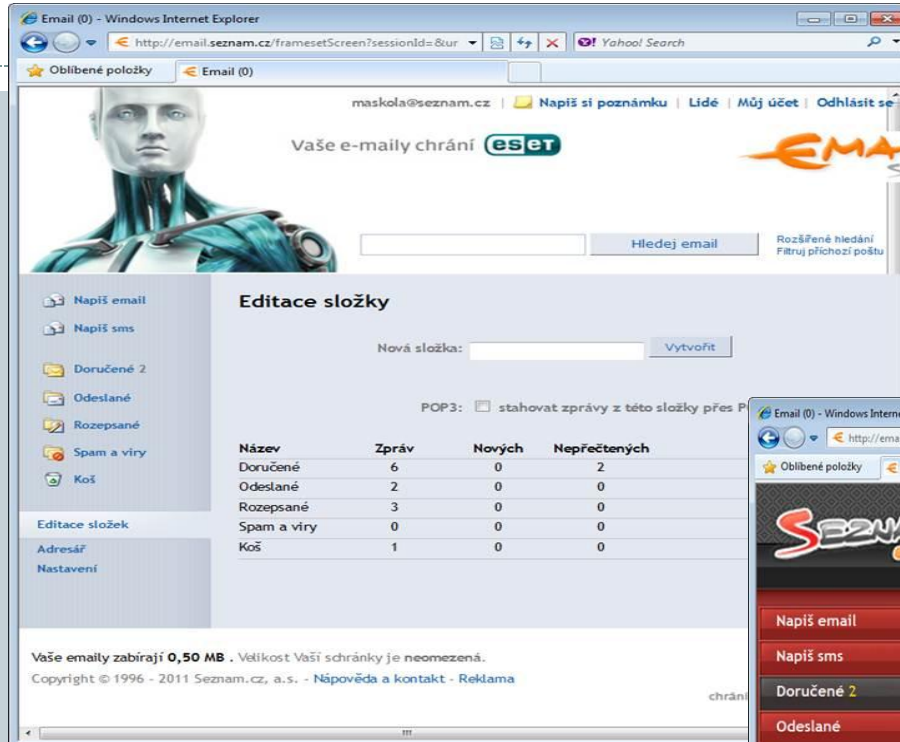 Email (0) - Windows Internet Explorer
http://email.seznam.cz/framesetScreen?sessionId=&ur
Yahoo! Search
Oblíbené položky
Email (0)
maskola@seznam.cz | Napiš si poznámku | Lidé | Můj účet | Odhlásit se
Vaše e-maily chrání eset
EMA
Hledej email
Rozšířené hledání
Filtruj příchozí poštu
Napiš email
Napiš sms
Doručené 2
Odeslané
Rozepsané
Spam a viry
Koš
Editace složek
Adresář
Nastavení
Editace složky
Nová složka:
Vytvořit
POP3: stahovat zprávy z této složky přes P
Název Zpráv Nových Nepřečtených
Doručené 6 0 2
Odeslané 2 0 0
Rozepsané 3 0 0
Spam a viry 0 0 0
Koš 1 0 0
Vaše emaily zabírají 0,50 MB . Velikost Vaší schránky je neomezená.
Copyright © 1996 - 2011 Seznam.cz, a.s. - Nápověda a kontakt - Reklama
chrání
Email (0) - Windows Interne
http://ema
Oblíbené položky
SEZNA
Napiš email
Napiš sms
Doručené 2
Odeslané